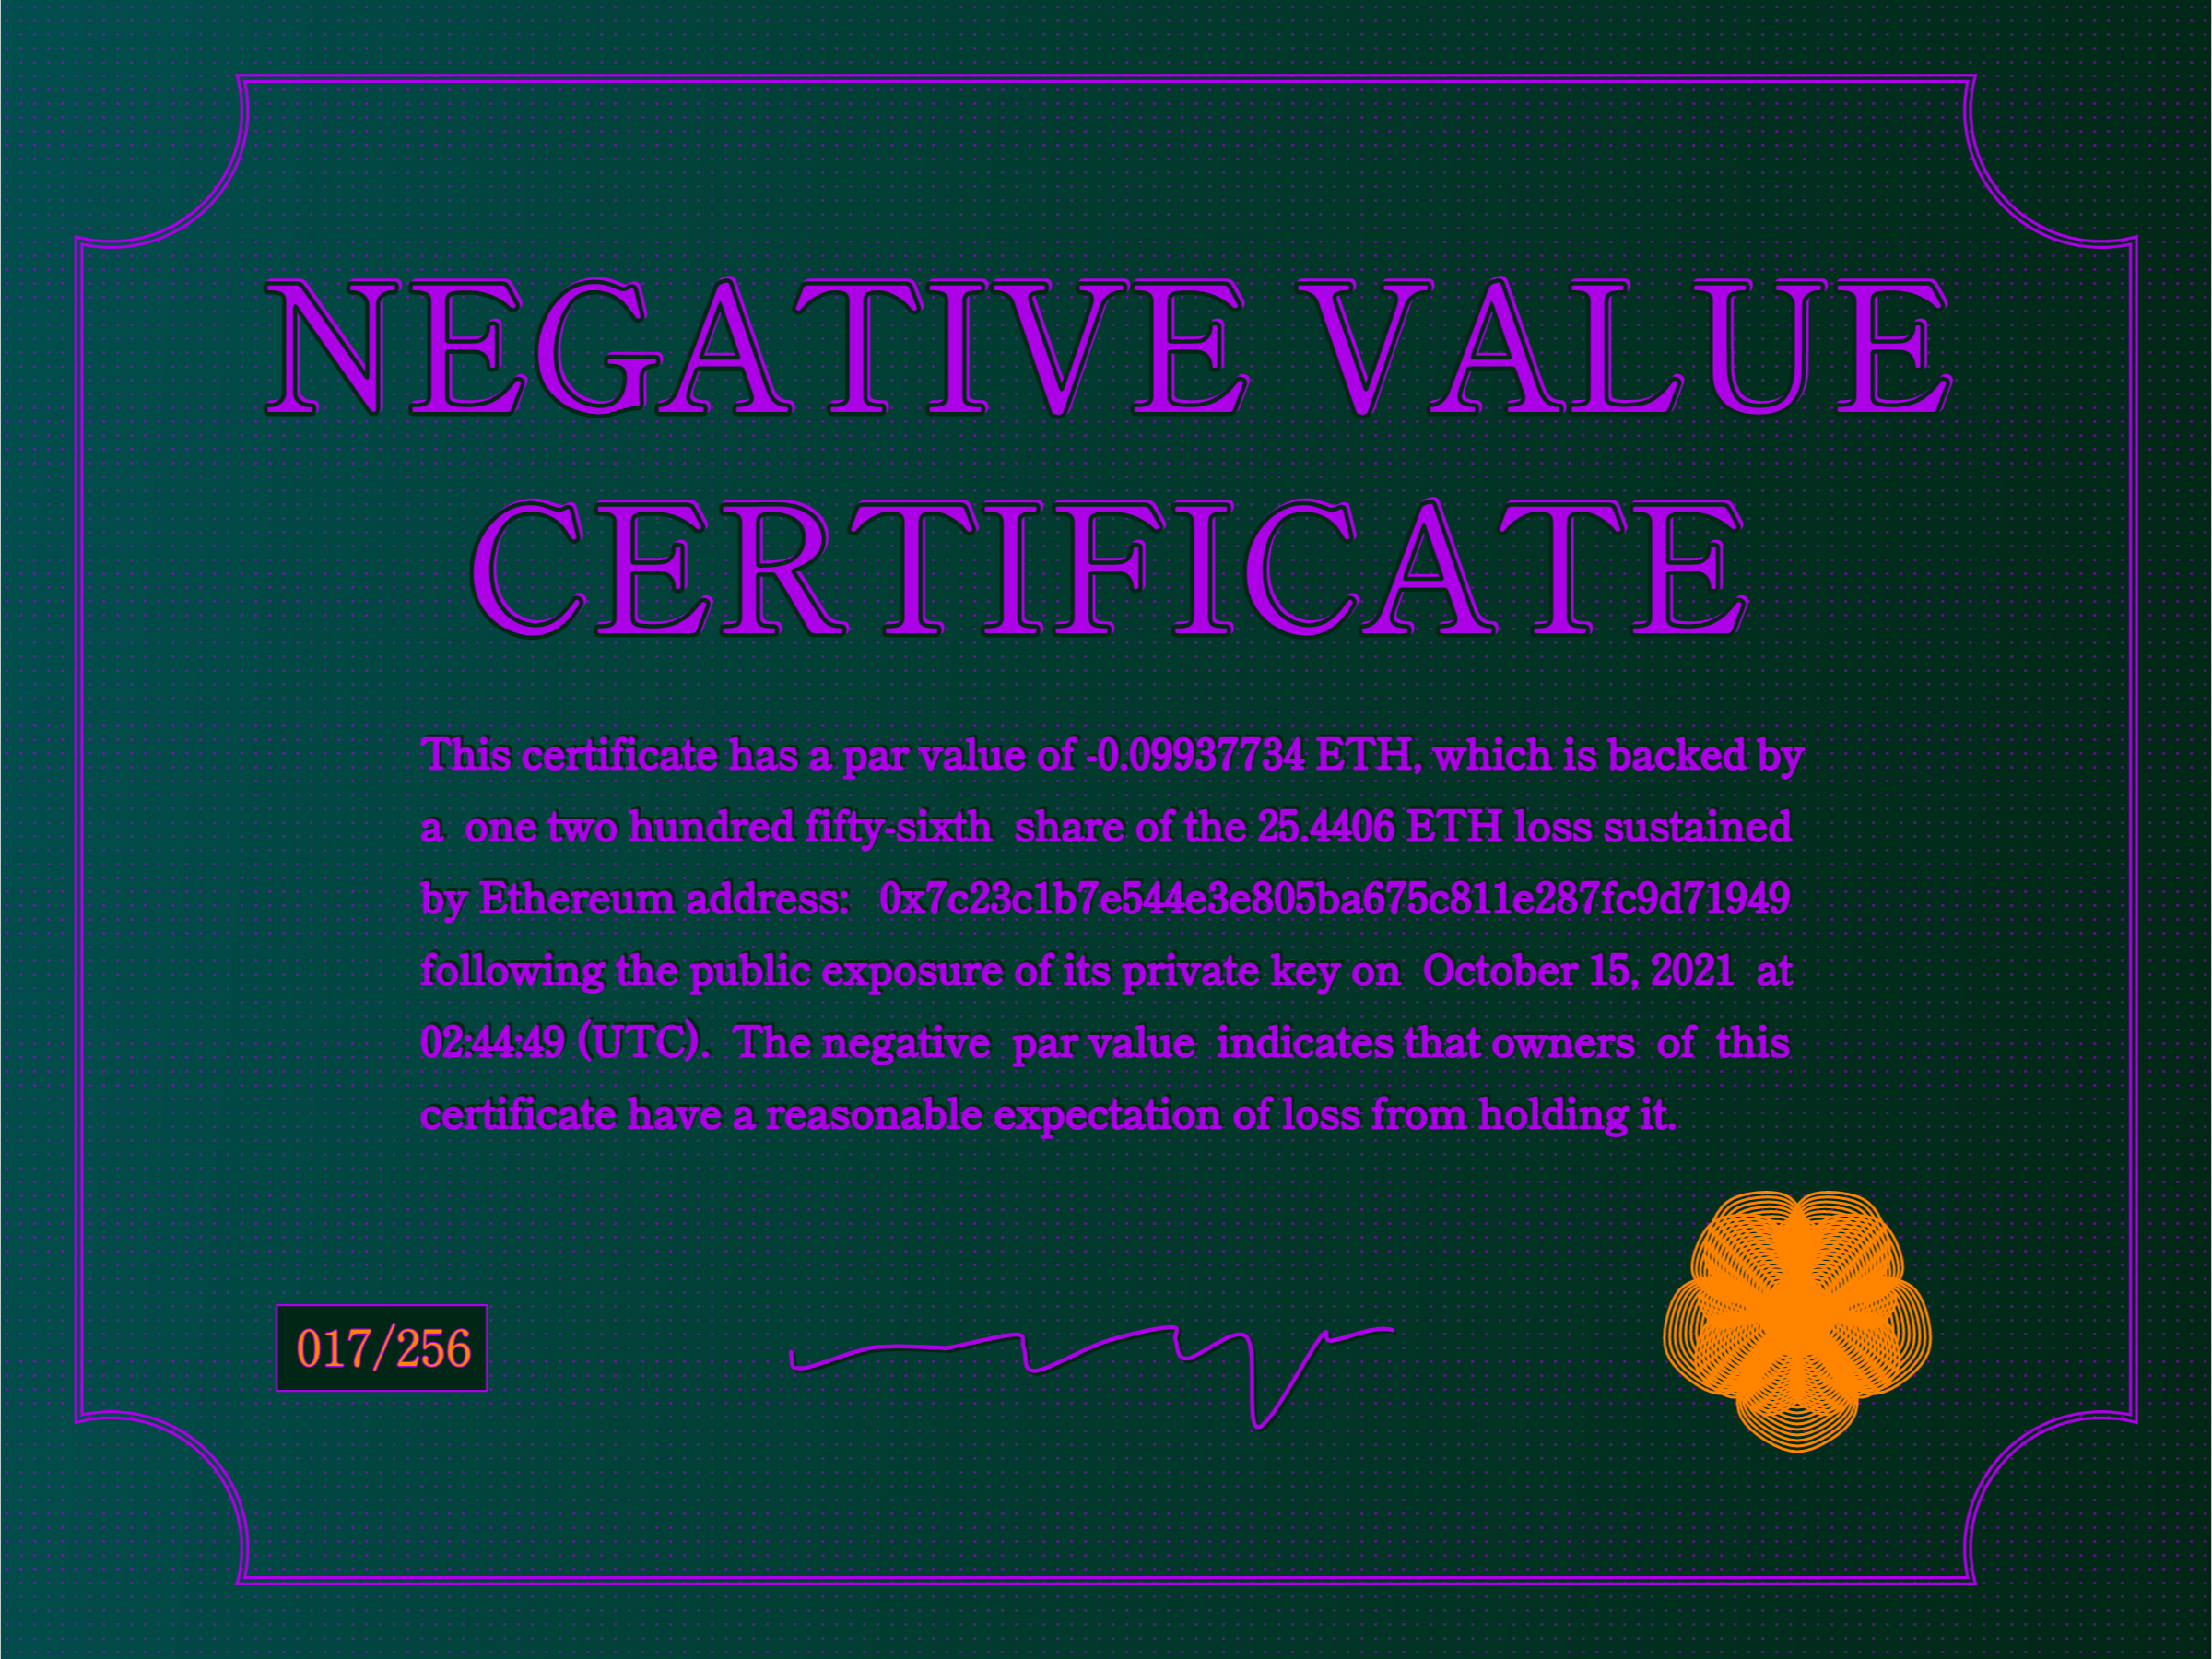 NEGATIVE VALUE
CERTIFICATE
This certificate has a par value of -0.09937734 ETH, which is backed by
a one two hundred fifty-sixth share of the 25.4406 ETH loss sustained
by Ethereum address: 0x7c23c1b7e544e3e805ba675c811e287fc9d71949
following the public exposure of its private key on October 15, 2021 at
02:44:49 (UTC). The negative par value indicates that owners of this
certificate have a reasonable expectation of loss from holding it.
017/256